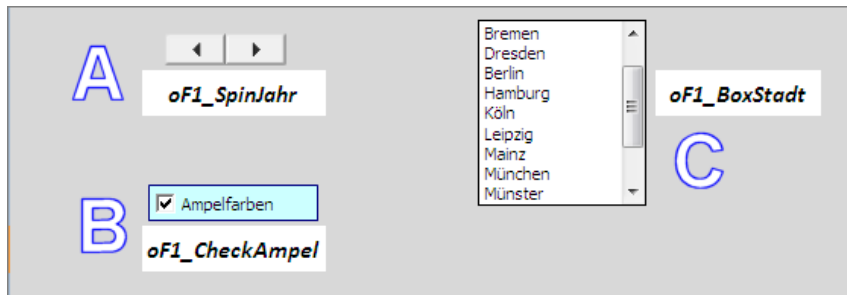 A
oF1_SpinJahr
B
Ampelfarben
oF1_CheckAmpel
Bremen
Dresden
Berlin
Hamburg
Köln
Leipzig
Mainz
München
Münster
oF1_BoxStadt
C